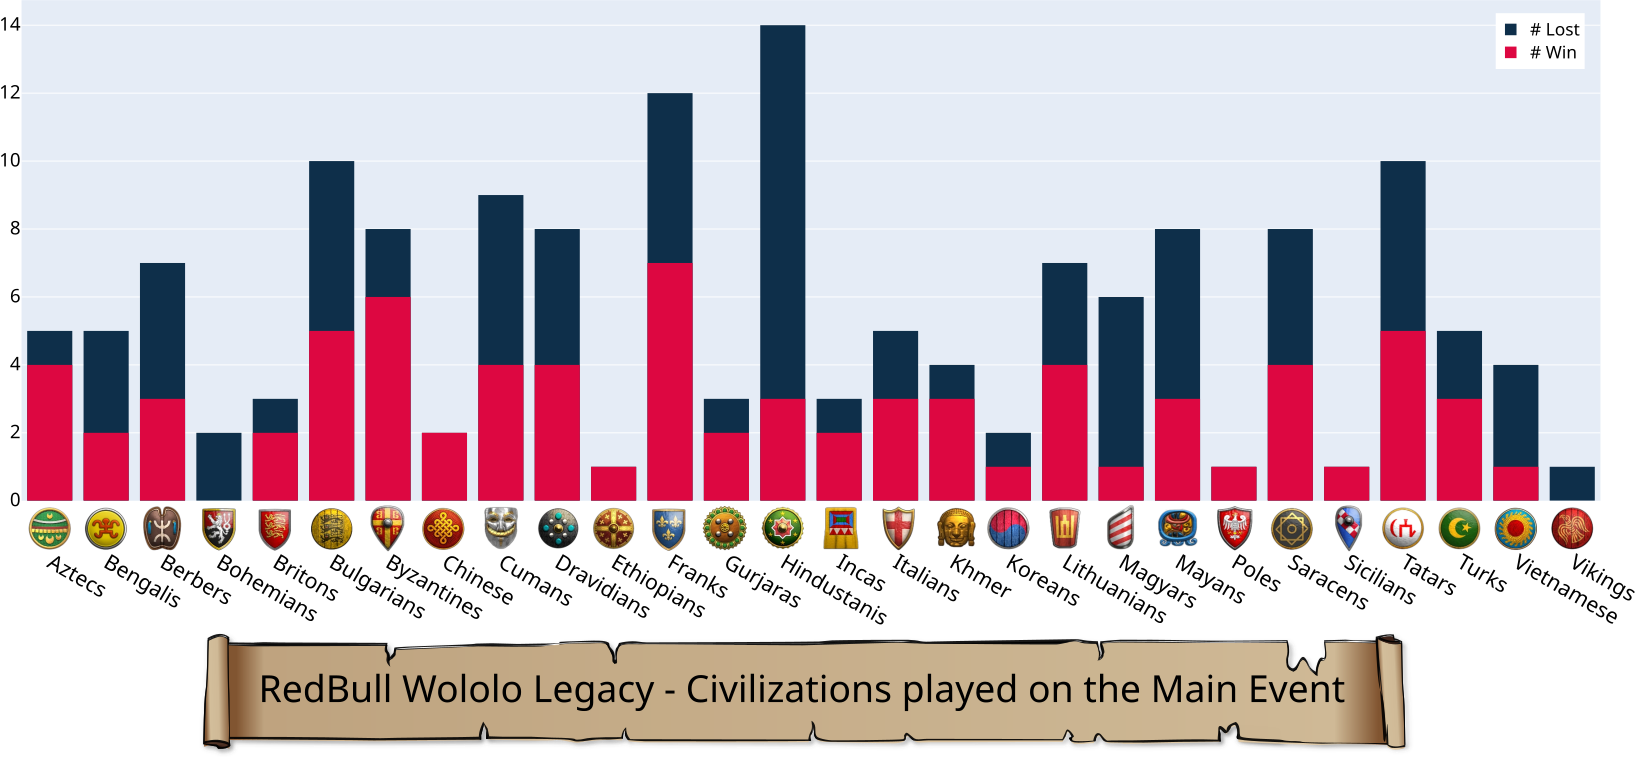 14
12
10
8
6
4
2
0
# Lost
# Win
Aztecs
Bengalis
Berbers
Bohemians
Britons
Bulgarians
Byzantines
Chinese
Cumans
Dravidians
Ethiopians
Franks
Gurjaras
Hindustanis
Incas
Italians
Khmer
Koreans
Lithuanians
Magyars
Mayans
Poles
Saracens
Sicilians
Tatars
Turks
Vietnamese
Vikings
RedBull Wololo Legacy - Civilizations played on the Main Event